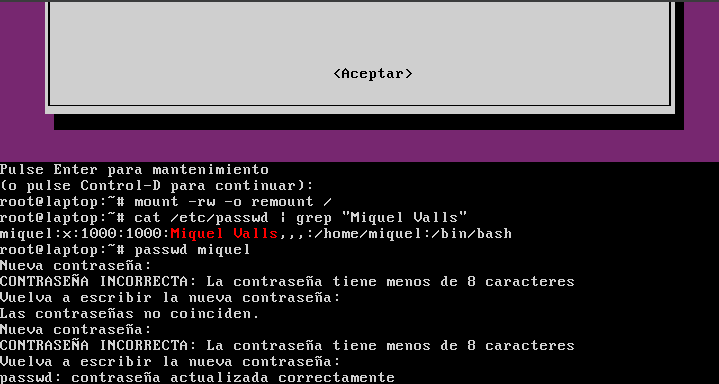 <Aceptar>
Pulse Enter para mantenimiento
(o pulse Control-D para continuar):
root@laptop:~# mount -rw -o remount /
root@laptop:~# cat /etc/passwd | grep "Miquel Valls"
miquel:x:1000:1000:Miquel Valls,,,:/home/miquel:/bin/bash
root@laptop:~# passwd miquel
Nueva contraseña:
CONTRASEÑA INCORRECTA: La contraseña tiene menos de 8 caracteres
Vuelva a escribir la nueva contraseña:
Las contraseñas no coinciden.
Nueva contraseña:
CONTRASEÑA INCORRECTA: La contraseña tiene menos de 8 caracteres
Vuelva a escribir la nueva contraseña:
passwd: contraseña actualizada correctamente